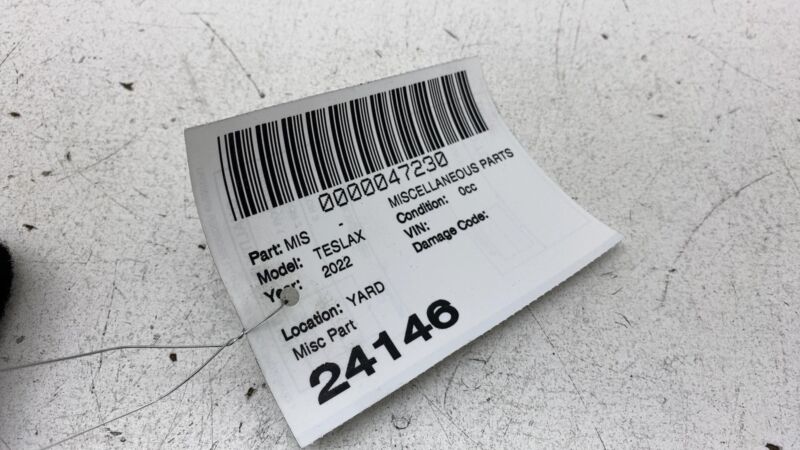 0000047230
Part: MIS - MISCELLANEOUS PARTS
Model: TESLAX Condition: 0cc
Year: 2022 VIN:
Damage Code:
Location: YARD
Misc Part
24146